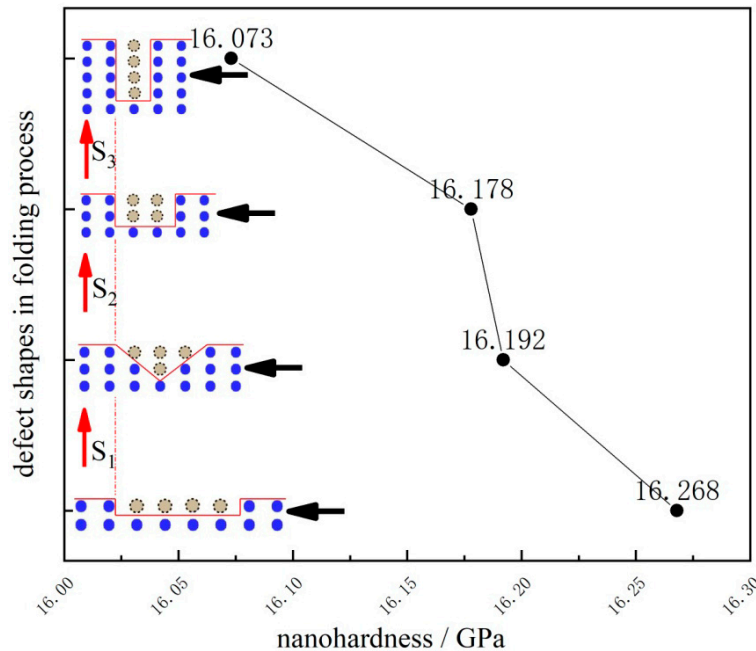 16.073
S3
16.178
S2
16.192
S1
16.268
defect shapes in folding process
16.00
16.05
16.10
16.15
16.20
16.25
16.30
nanohardness / GPa